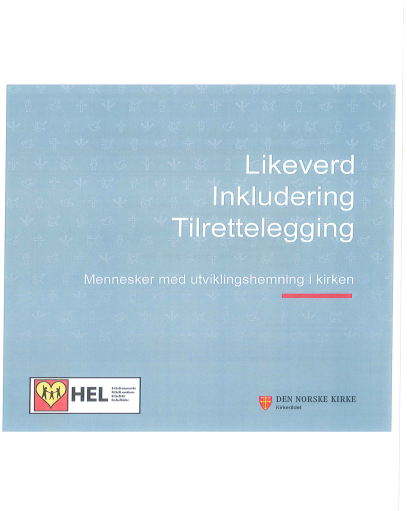 Likeverd
Inkludering
Tilrettelegging
Mennesker med utviklingshemning i kirken
HEL
DEN NORSKE KIRKE
Kirkerådet